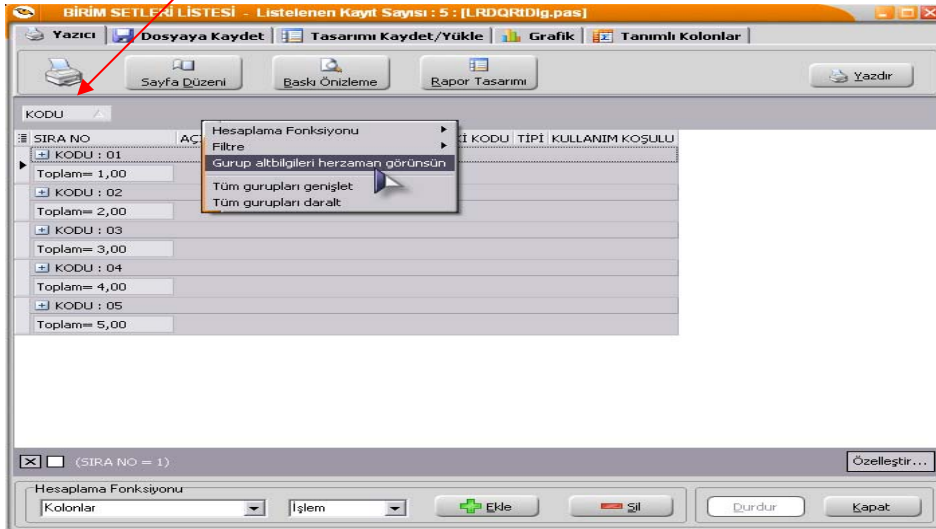 BİRİM SETLERİ LİSTESİ - Listelenen Kayıt Sayısı : 5 : [LRDQRtDlg.pas]
Yazıcı Dosyaya Kaydet Tasarımı Kaydet/Yükle Grafik Tanımlı Kolonlar
Sayfa Düzeni Baskı Önizleme Rapor Tasarımı Yazdır
KODU
SIRA NO KODU TİPİ KULLANIM KOŞULU
Hesaplama Fonksiyonu
Filtre
Gurup altbilgileri herzaman görünsün
Tüm gurupları genişlet
Tüm gurupları daralt
KODU : 01
Toplam= 1,00
KODU : 02
Toplam= 2,00
KODU : 03
Toplam= 3,00
KODU : 04
Toplam= 4,00
KODU : 05
Toplam= 5,00
(SIRA NO = 1) Özelleştir...
Hesaplama Fonksiyonu
Kolonlar İşlem Ekle Sil Durdur Kapat